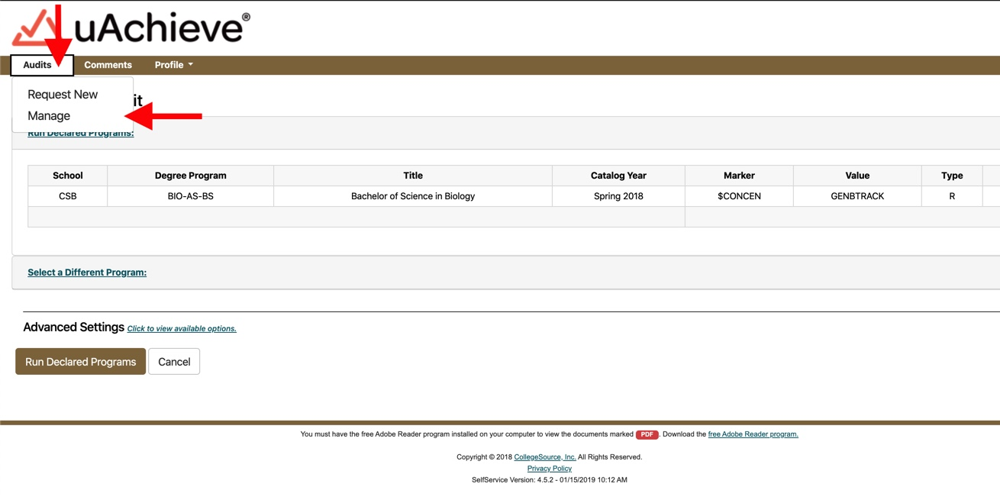 uAchieve®
Audits Comments Profile
Request New
it
Manage
Run Declared Programs:
School Degree Program Title Catalog Year Marker Value Type
CSB BIO-AS-BS Bachelor of Science in Biology Spring 2018 $CONCEN GENBTRACK R
Select a Different Program:
Advanced Settings Click to view available options.
Run Declared Programs Cancel
You must have the free Adobe Reader program installed on your computer to view the documents marked PDF . Download the free Adobe Reader program.
Copyright © 2018 CollegeSource, Inc. All Rights Reserved.
Privacy Policy
SelfService Version: 4.5.2 - 01/15/2019 10:12 AM